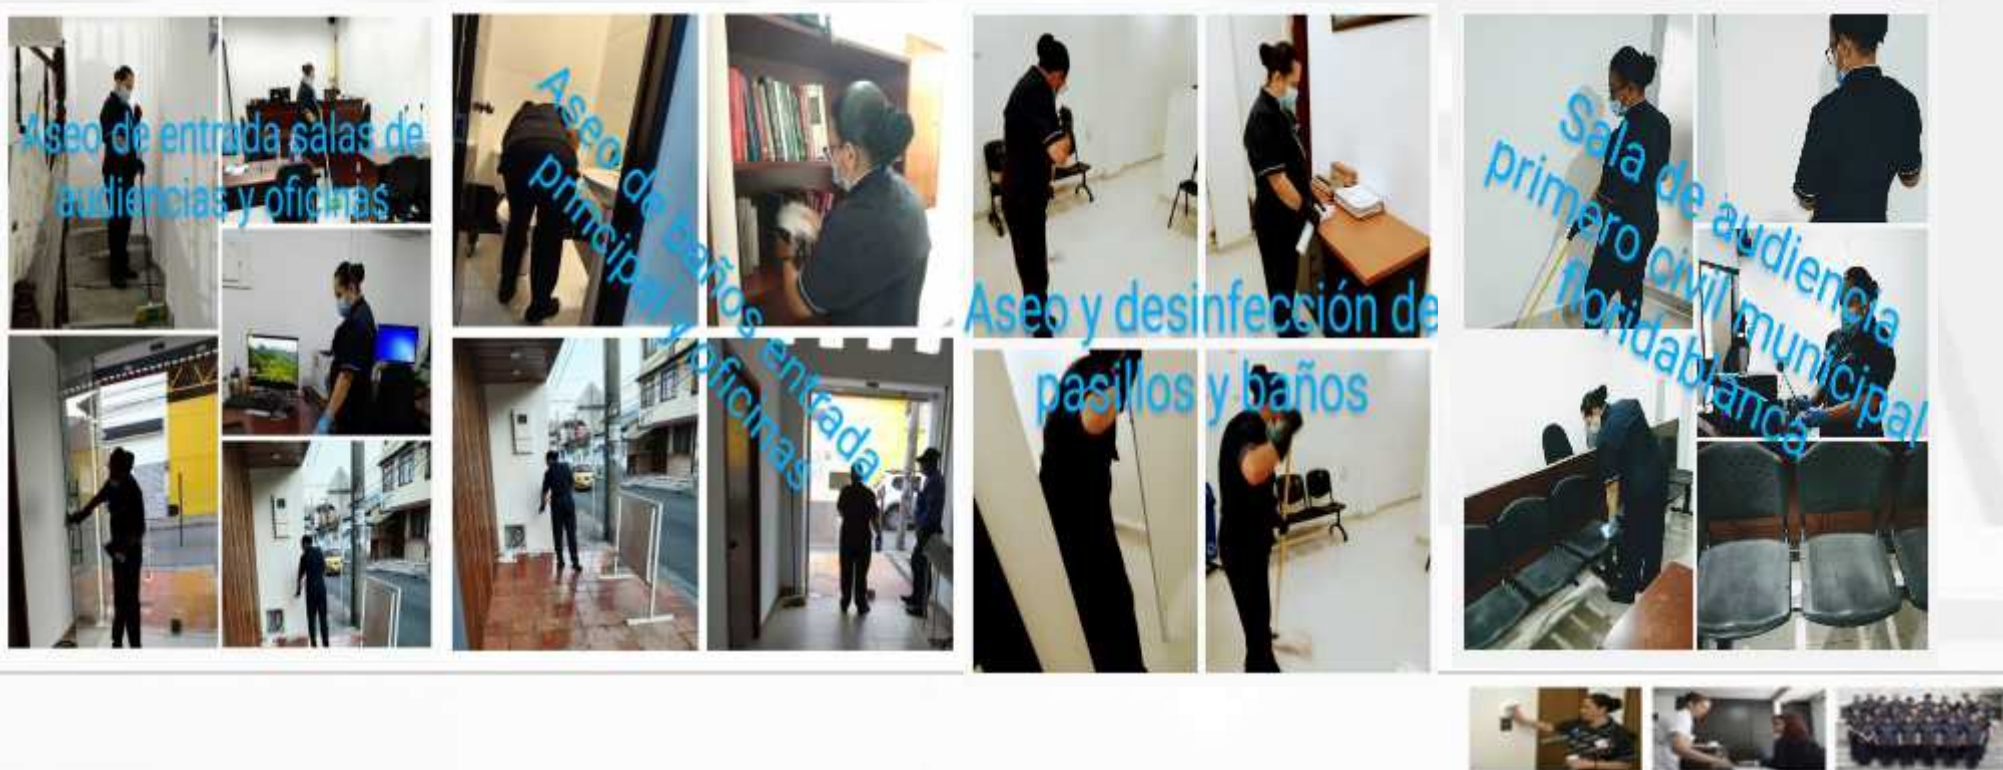 Aseo de entrada salas de
audiencias y oficinas
Aseo de baños entrada
principal y oficinas
Aseo y desinfección de
pasillos y baños
Sala de audiencia
primero civil municipal
floridablanca